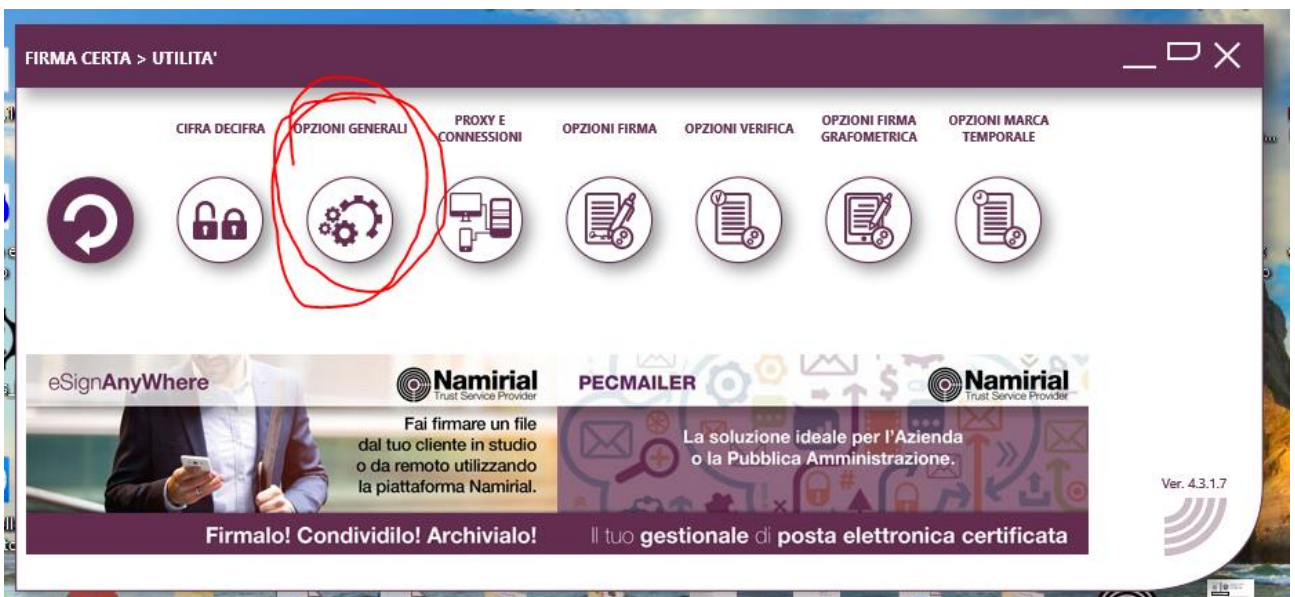 FIRMA CERTA > UTILITA'
CIFRA DECIFRA
OPZIONI GENERALI
PROXY E
CONNESSIONI
OPZIONI FIRMA
OPZIONI VERIFICA
OPZIONI FIRMA
GRAFOMETRICA
OPZIONI MARCA
TEMPORALE
eSignAnyWhere
Namirial
Trust Service Provider
Fai firmare un file
dal tuo cliente in studio
o da remoto utilizzando
la piattaforma Namirial.
Firmalo! Condividilo! Archivialo!
PECMAILER
Namirial
Trust Service Provider
La soluzione ideale per l'Azienda
o la Pubblica Amministrazione.
Il tuo gestionale di posta elettronica certificata
Ver. 4.3.1.7